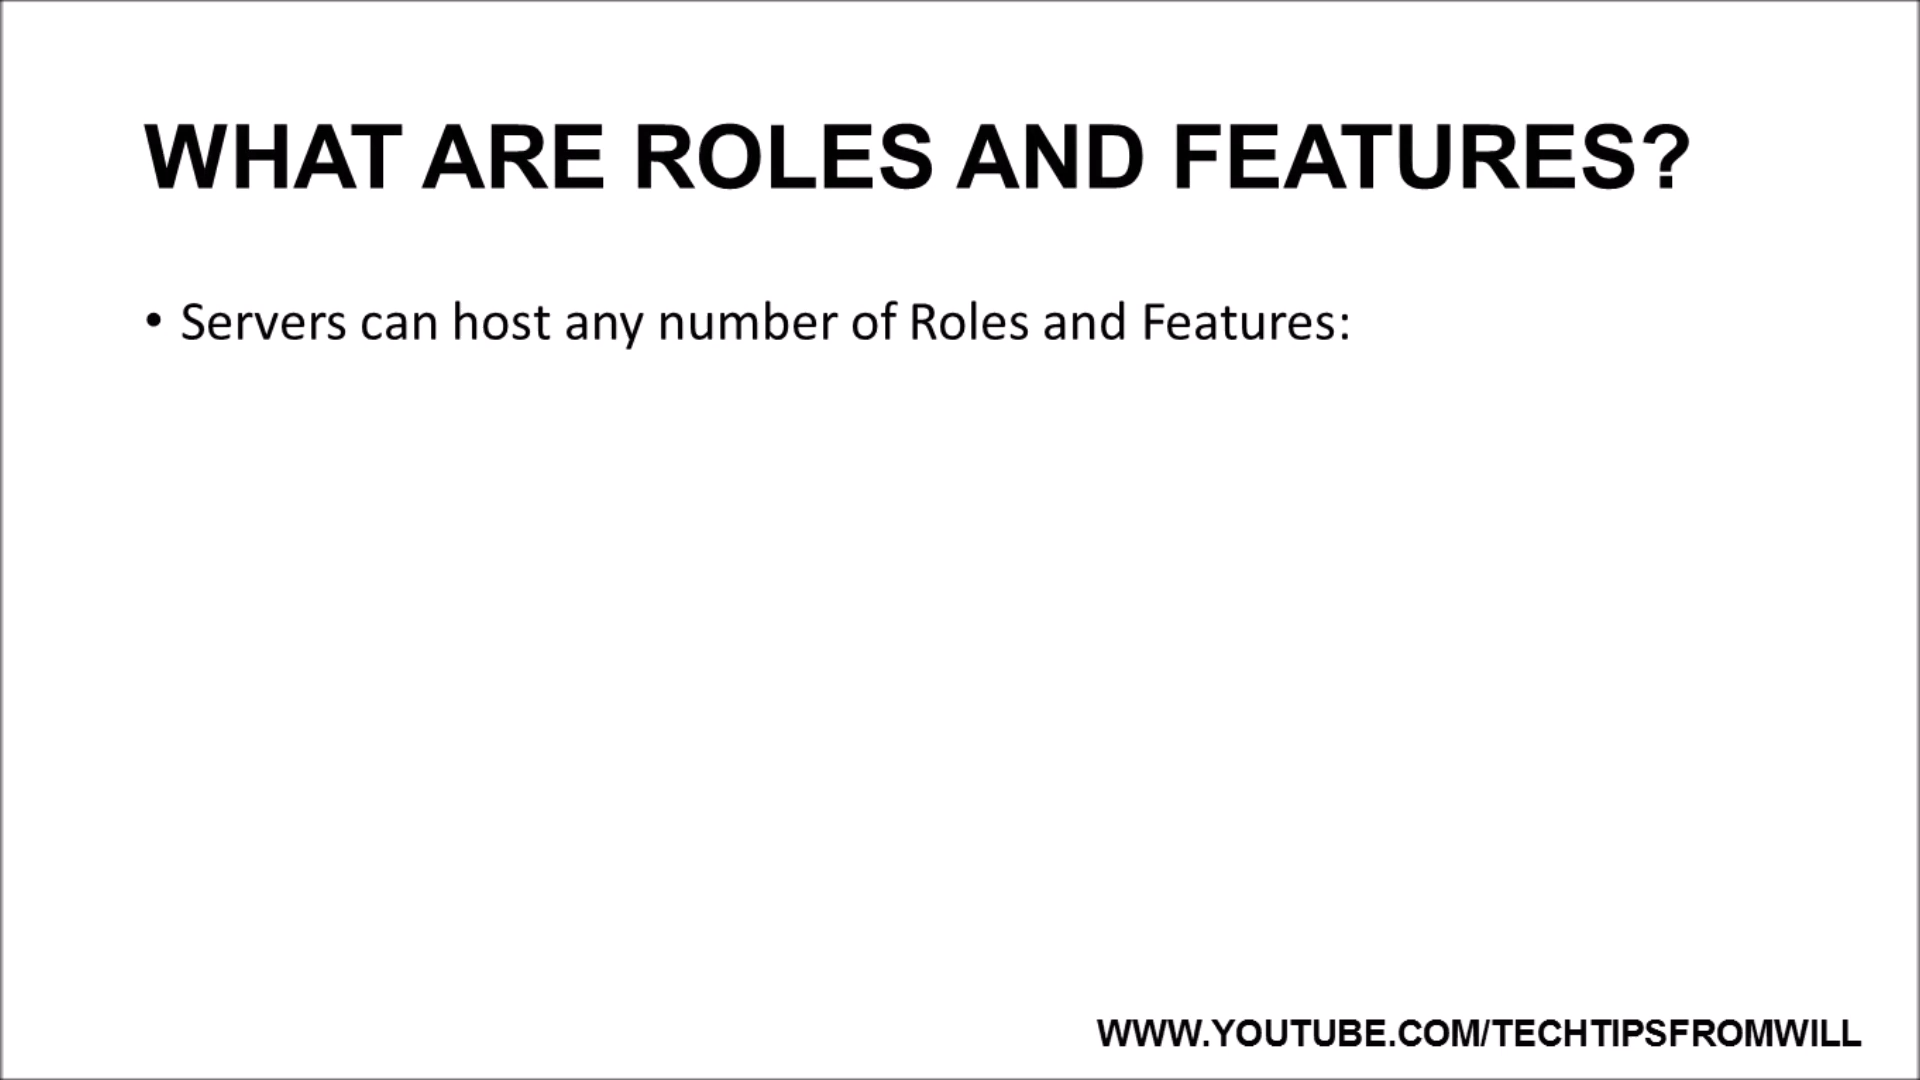 WHAT ARE ROLES AND FEATURES?
• Servers can host any number of Roles and Features:
WWW.YOUTUBE.COM/TECHTIPSFROMWILL